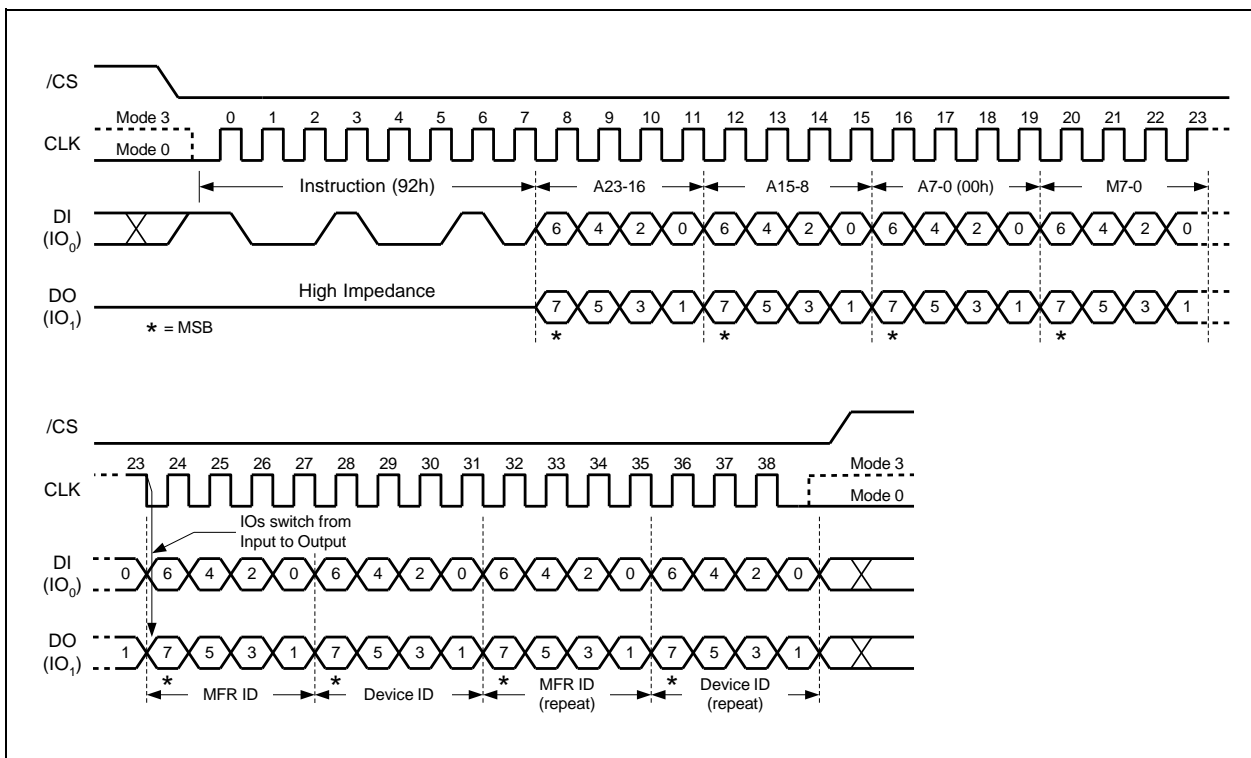 /CS
Mode 3 0 1 2 3 4 5 6 7 8 9 10 11 12 13 14 15 16 17 18 19 20 21 22 23
CLK
Mode 0
Instruction (92h) A23-16 A15-8 A7-0 (00h) M7-0
DI
(IO0)
6 4 2 0 6 4 2 0 6 4 2 0 6 4 2 0
High Impedance
DO
(IO1)
7 5 3 1 7 5 3 1 7 5 3 1 7 5 3 1
* = MSB
* * * *
/CS
23 24 25 26 27 28 29 30 31 32 33 34 35 36 37 38 Mode 3
CLK
Mode 0
IOs switch from
Input to Output
DI
(IO0)
0 6 4 2 0 6 4 2 0 6 4 2 0 6 4 2 0
DO
(IO1)
1 7 5 3 1 7 5 3 1 7 5 3 1 7 5 3 1
* * * *
MFR ID Device ID MFR ID Device ID
(repeat) (repeat)